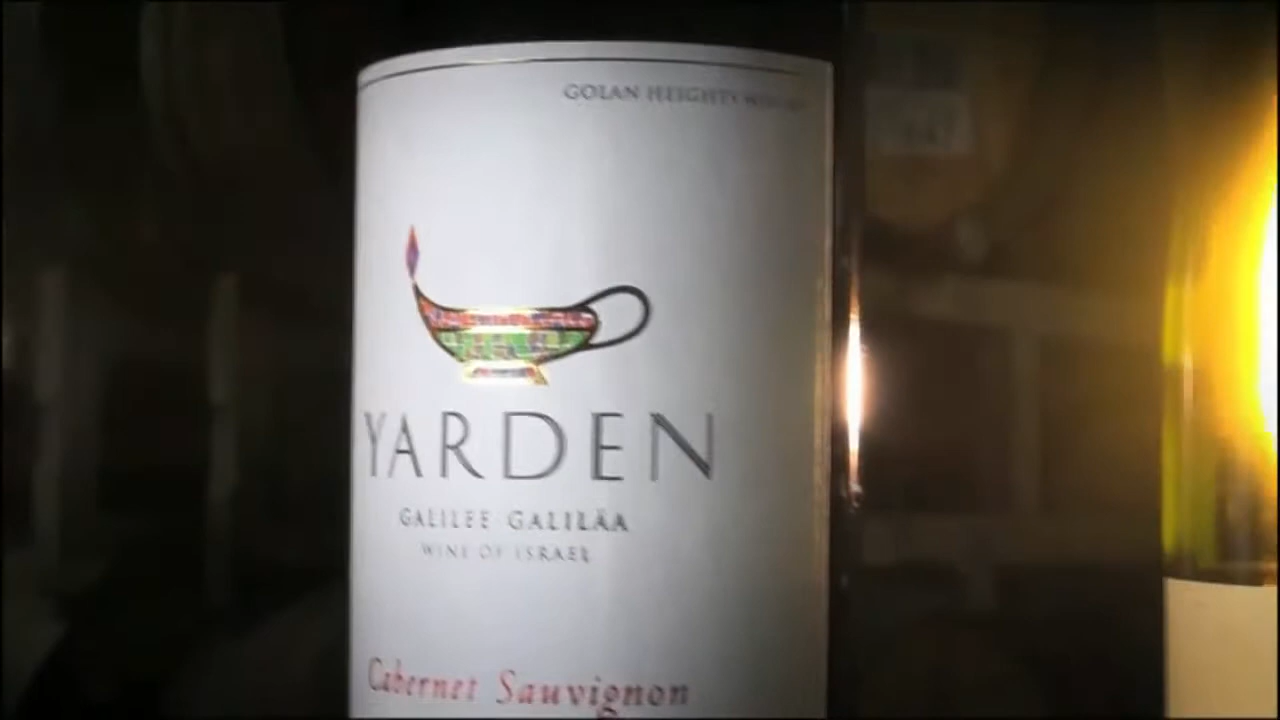 GOLAN HEIGHTS WINERY
YARDEN
GALILEE GALILÄA
WINE OF ISRAEL
Cabernet Sauvignon